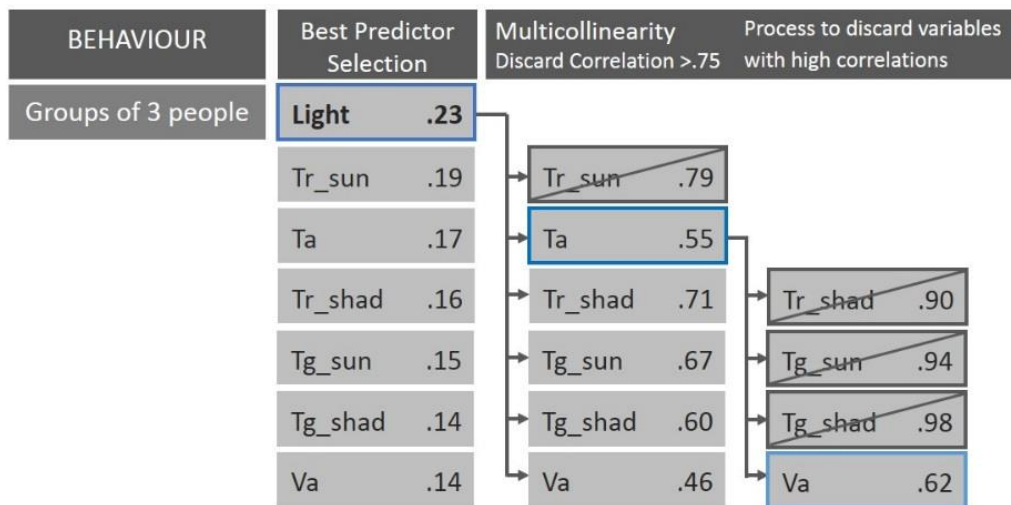 BEHAVIOUR
Best Predictor
Selection
Multicollinearity
Discard Correlation >.75
Process to discard variables
with high correlations
Groups of 3 people
Light .23
Tr_sun .19
Tr_sun .79
Ta .17
Ta .55
Tr_shad .16
Tr_shad .71
Tr_shad .90
Tg_sun .15
Tg_sun .67
Tg_sun .94
Tg_shad .14
Tg_shad .60
Tg_shad .98
Va .14
Va .46
Va .62